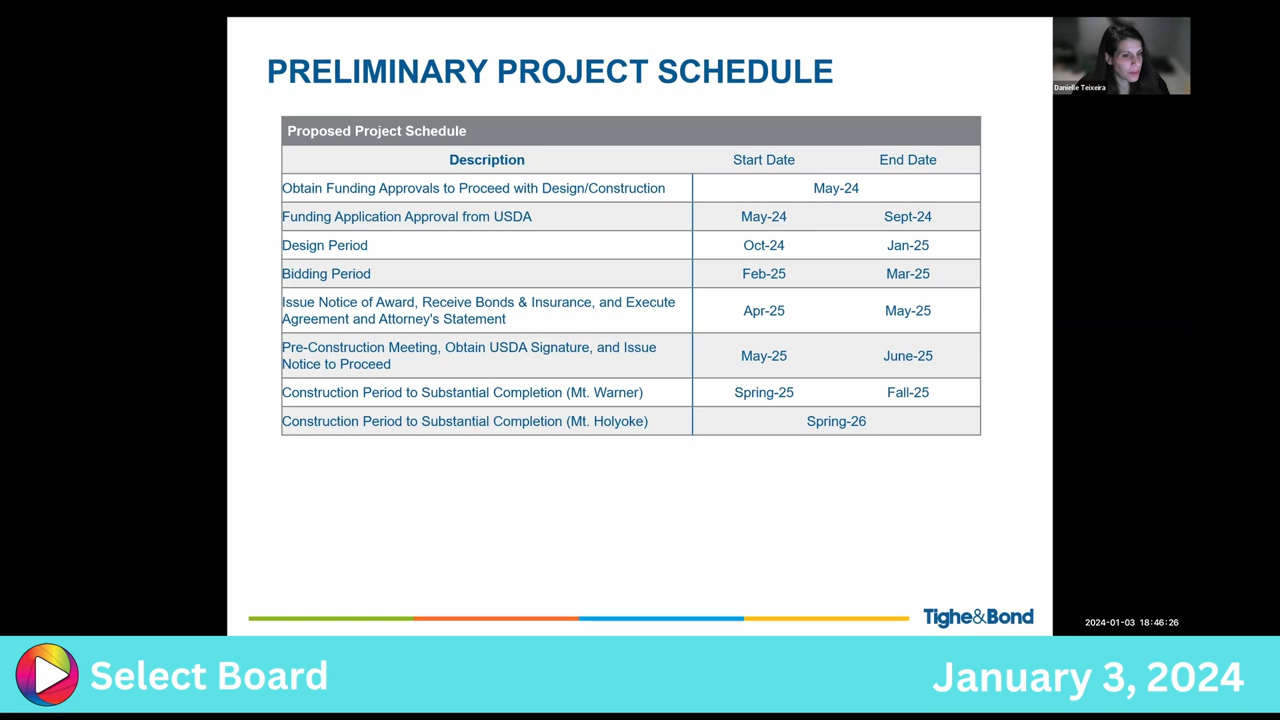 PRELIMINARY PROJECT SCHEDULE
Danielle Teixeira
Proposed Project Schedule
Description Start Date End Date
Obtain Funding Approvals to Proceed with Design/Construction May-24
Funding Application Approval from USDA May-24 Sept-24
Design Period Oct-24 Jan-25
Bidding Period Feb-25 Mar-25
Issue Notice of Award, Receive Bonds & Insurance, and Execute
Agreement and Attorney's Statement Apr-25 May-25
Pre-Construction Meeting, Obtain USDA Signature, and Issue
Notice to Proceed May-25 June-25
Construction Period to Substantial Completion (Mt. Warner) Spring-25 Fall-25
Construction Period to Substantial Completion (Mt. Holyoke) Spring-26
Tighe&Bond
2024-01-03 18:46:26
Select Board
January 3, 2024